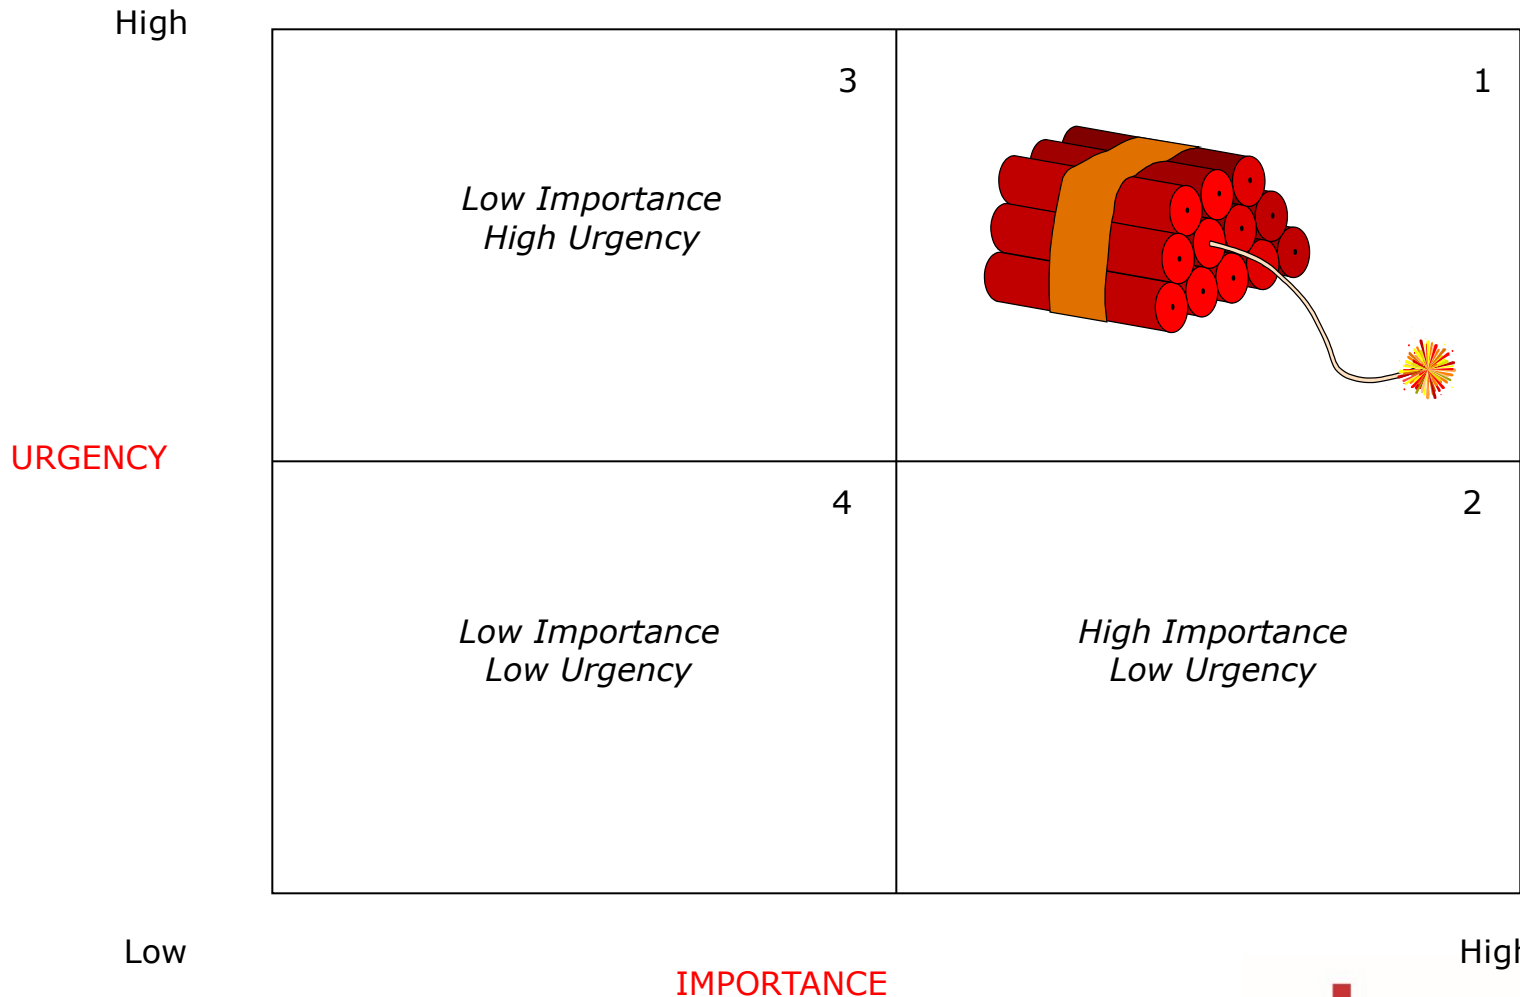 High
3
1
Low Importance
High Urgency
URGENCY
4
2
Low Importance
Low Urgency
High Importance
Low Urgency
Low
High
IMPORTANCE